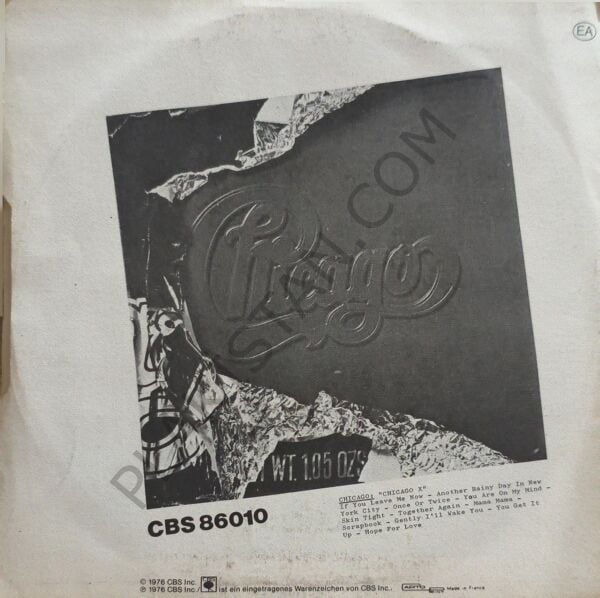 EA
Chicago
WT. 1.05 OZS
CHICAGO: "CHICAGO X"
If You Leave Me Now - Another Rainy Day In New
York City - Once Or Twice - You Are On My Mind -
Skin Tight - Together Again - Mama Mama -
Scrapbook - Gently I'll Wake You - You Get It
Up - Hope For Love
CBS 86010
© 1976 CBS Inc.
℗ 1976 CBS Inc./ ist ein eingetragenes Warenzeichen von CBS Inc..
Made in France